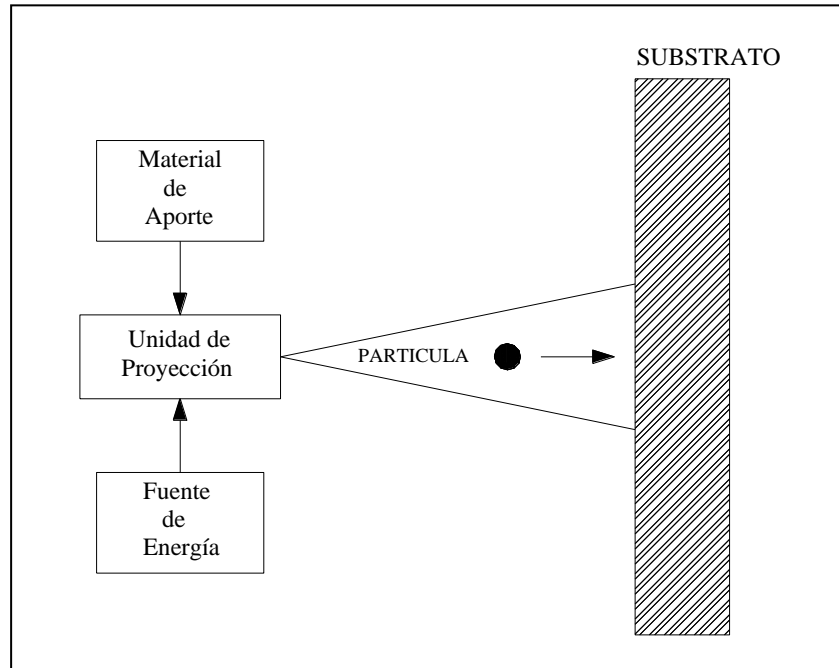 SUBSTRATO
Material
de
Aporte
Unidad de
Proyección
PARTICULA
Fuente
de
Energía